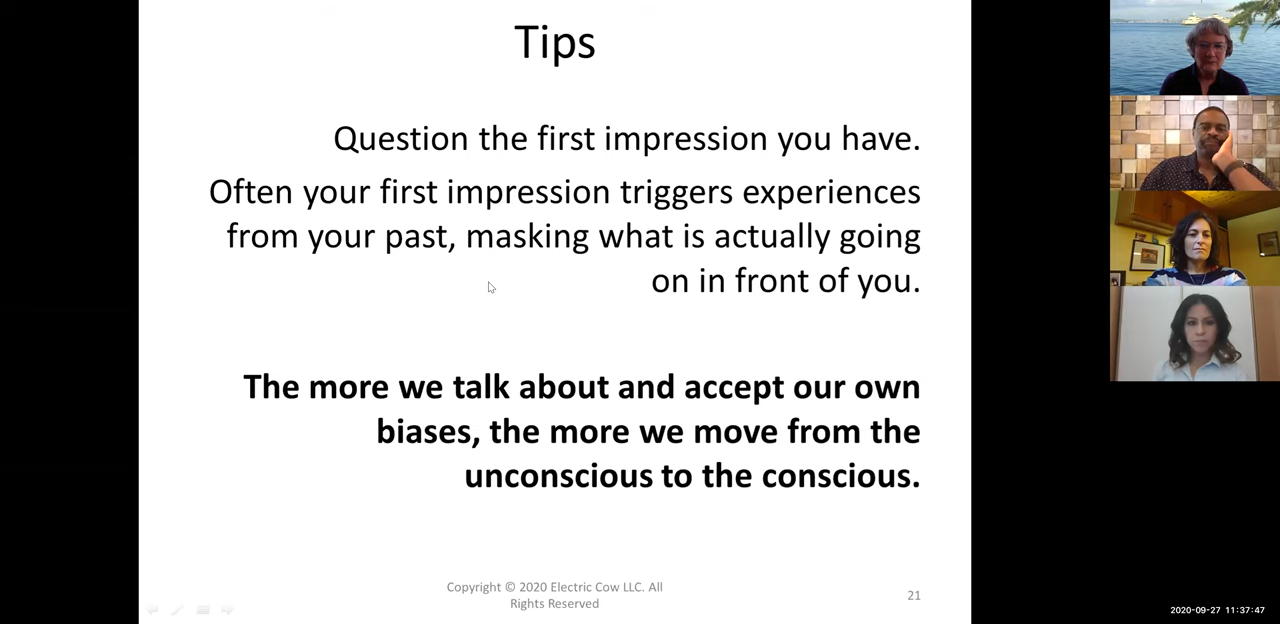 Tips
Question the first impression you have.
Often your first impression triggers experiences
from your past, masking what is actually going
on in front of you.
The more we talk about and accept our own
biases, the more we move from the
unconscious to the conscious.
Copyright © 2020 Electric Cow LLC. All
Rights Reserved
21
2020-09-27 11:37:47